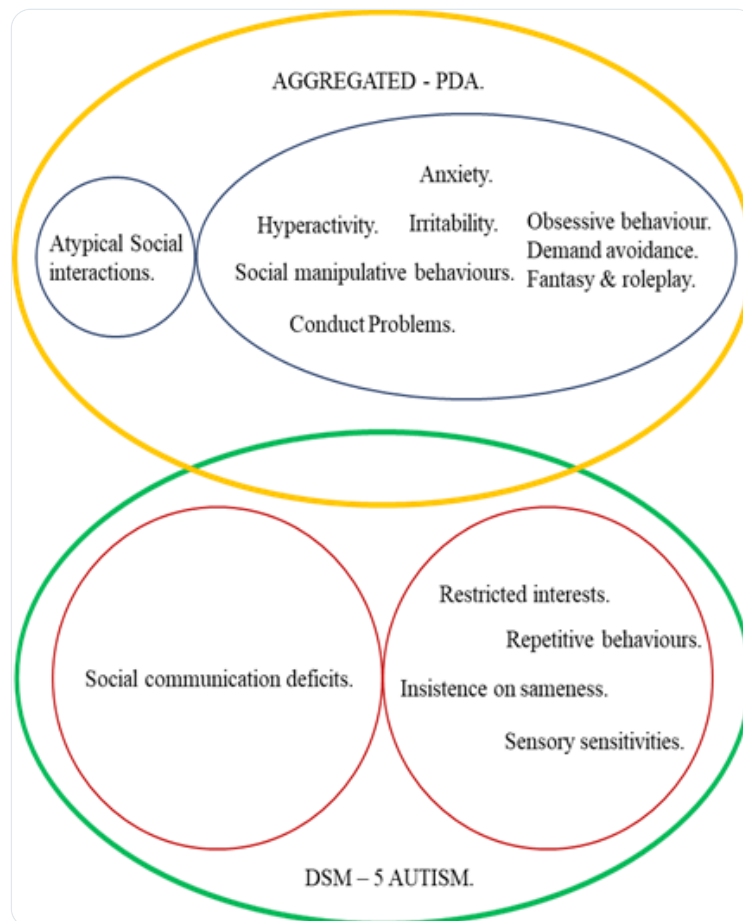 AGGREGATED - PDA.
Anxiety.
Hyperactivity.
Irritability.
Obsessive behaviour.
Demand avoidance.
Fantasy & roleplay.
Atypical Social
interactions.
Social manipulative behaviours.
Conduct Problems.
Restricted interests.
Repetitive behaviours.
Social communication deficits.
Insistence on sameness.
Sensory sensitivities.
DSM – 5 AUTISM.